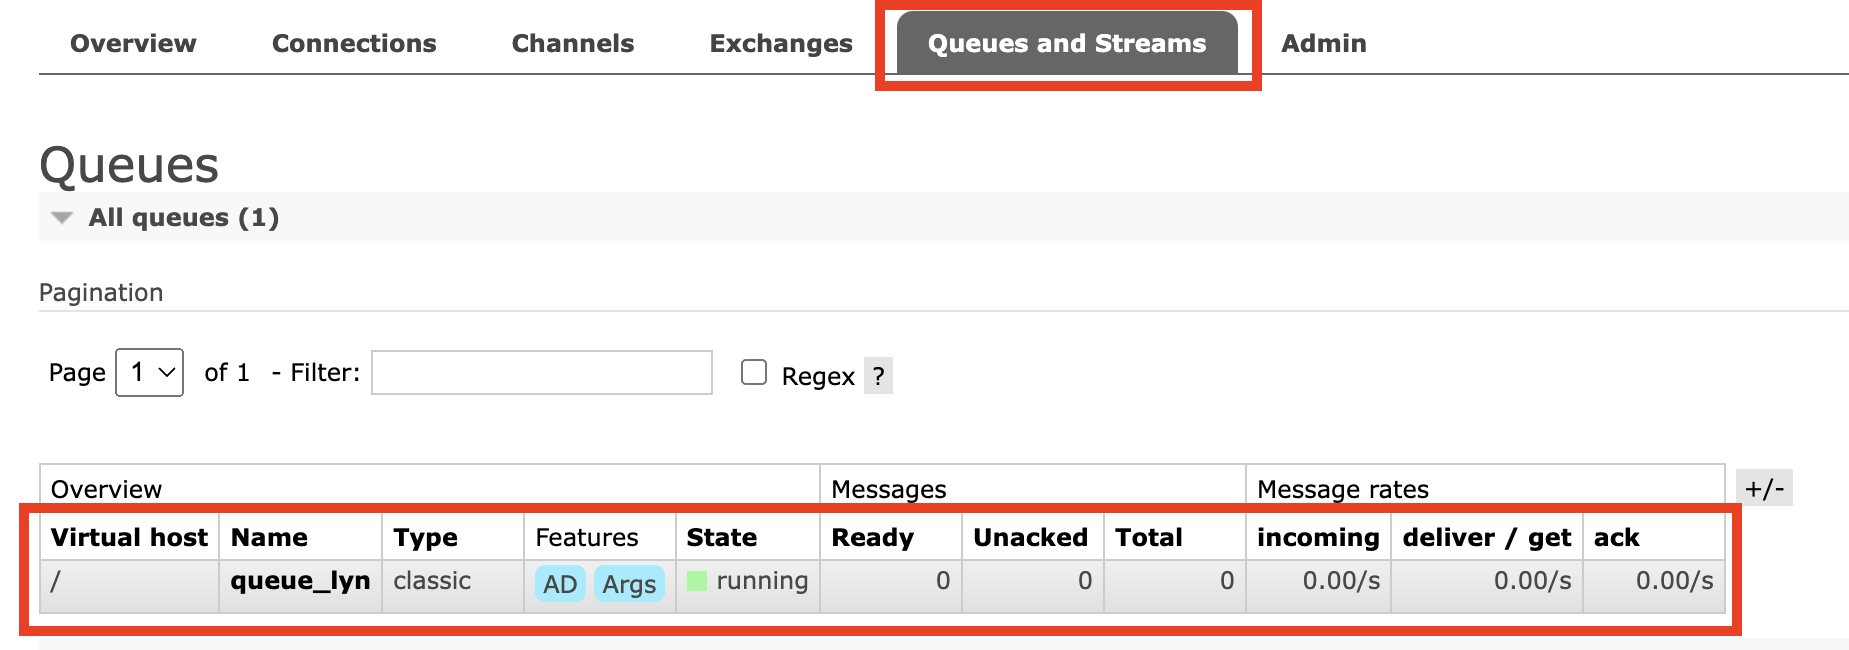 Overview Connections Channels Exchanges Queues and Streams Admin
Queues
All queues (1)
Pagination
Page 1 of 1 - Filter: Regex ?
Overview Messages Message rates +/-
Virtual host Name Type Features State Ready Unacked Total incoming deliver / get ack
/ queue_lyn classic AD Args running 0 0 0 0.00/s 0.00/s 0.00/s